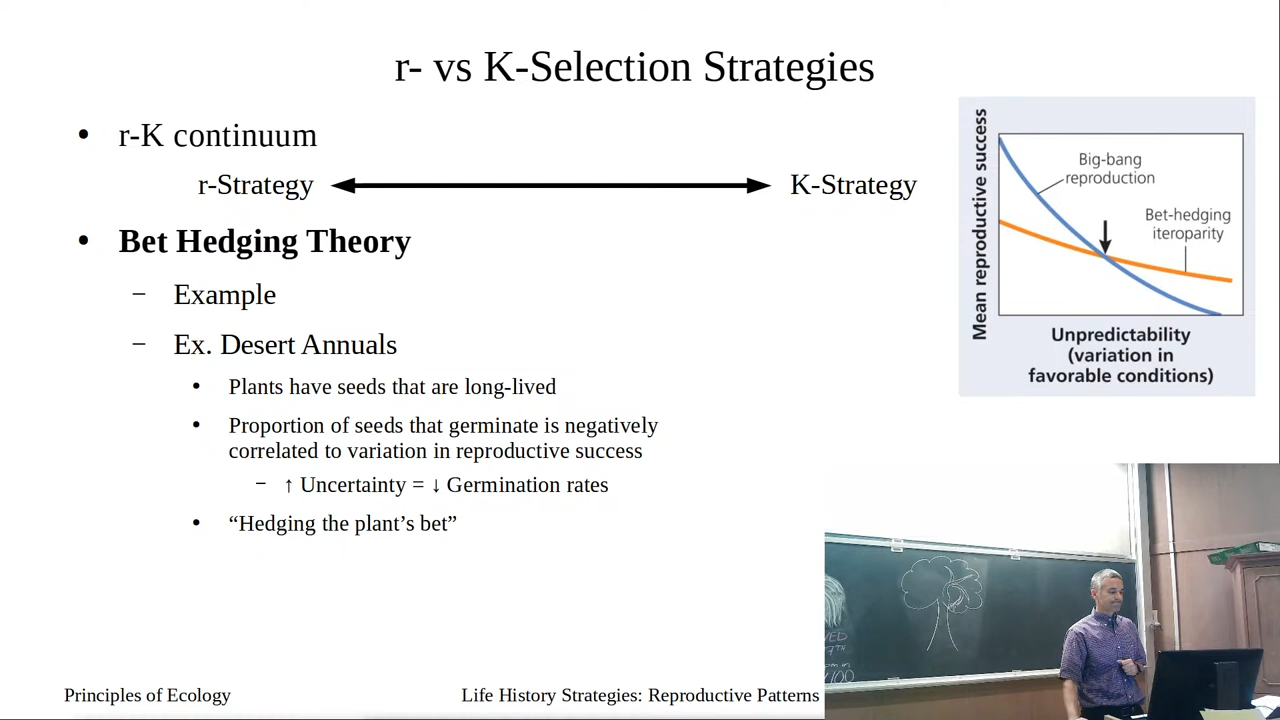 r- vs K-Selection Strategies
• r-K continuum
r-Strategy
K-Strategy
• Bet Hedging Theory
– Example
– Ex. Desert Annuals
• Plants have seeds that are long-lived
• Proportion of seeds that germinate is negatively
correlated to variation in reproductive success
– ↑ Uncertainty = ↓ Germination rates
• “Hedging the plant’s bet”
Mean reproductive success
Big-bang
reproduction
Bet-hedging
iteroparity
Unpredictability
(variation in
favorable conditions)
Principles of Ecology
Life History Strategies: Reproductive Patterns